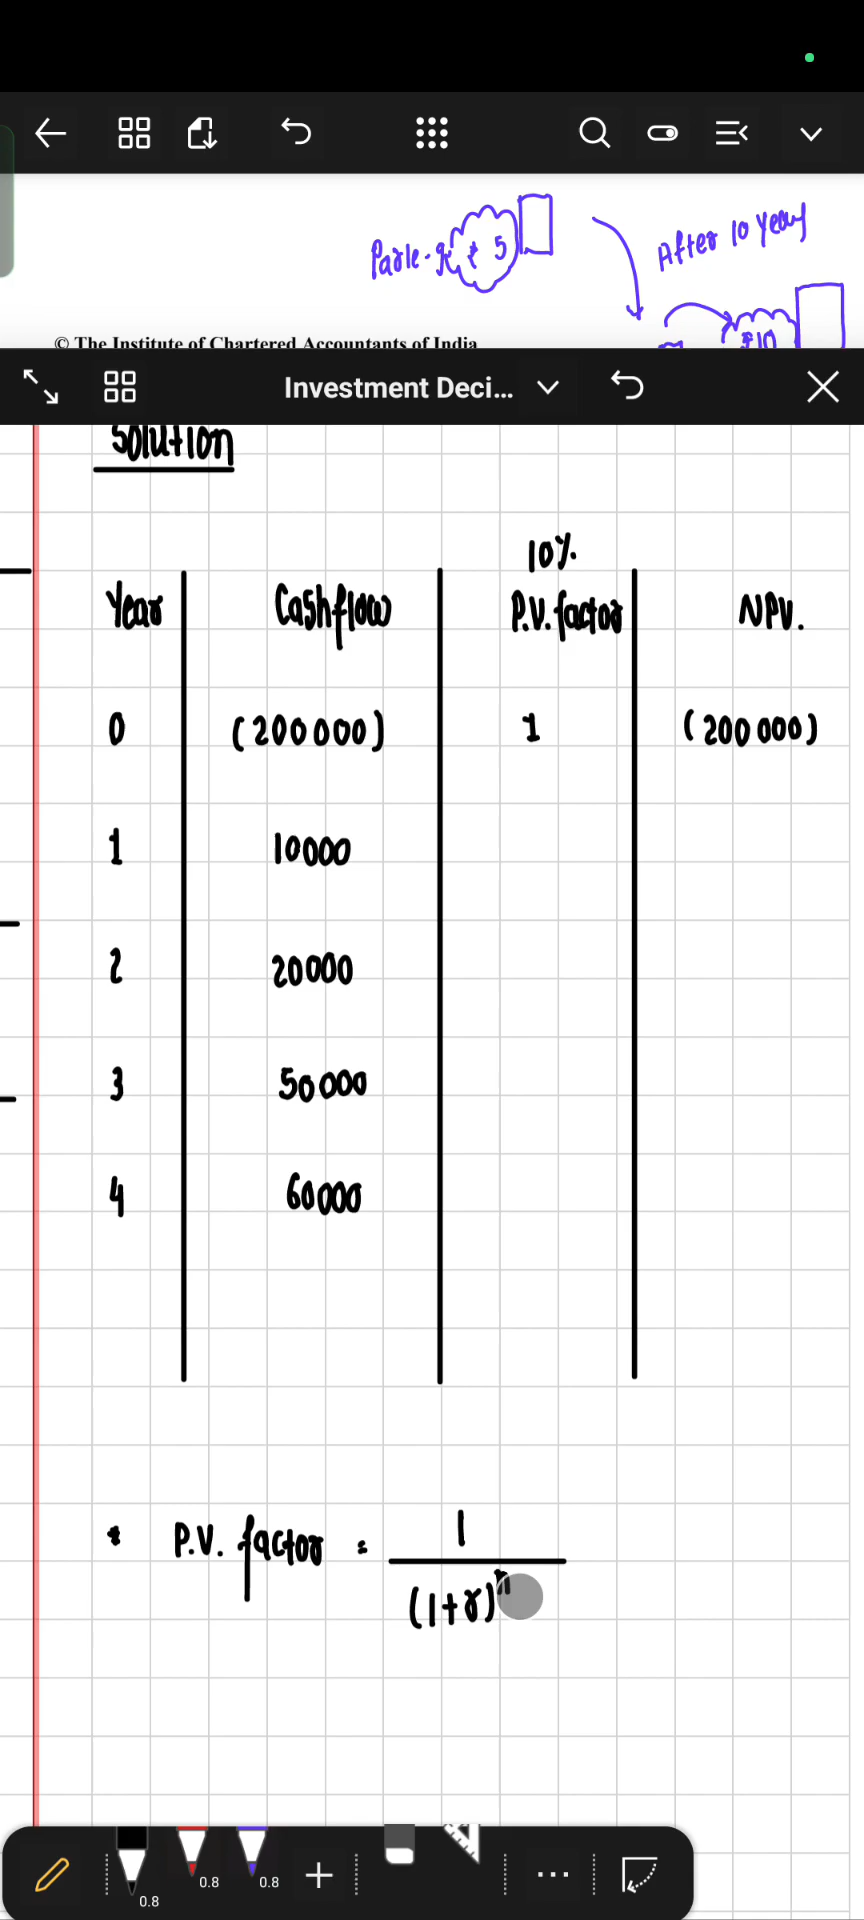 Parle-g ₹ 5
After 10 years
₹10
© The Institute of Chartered Accountants of India
Investment Deci...
Solution
10%
Year Cashflow P.V. factor NPV.
0 (200000) 1 (200000)
1 10000
2 20000
3 50000
4 60000
* P.V. factor = 1
(1+r)^n
0.8 0.8 0.8